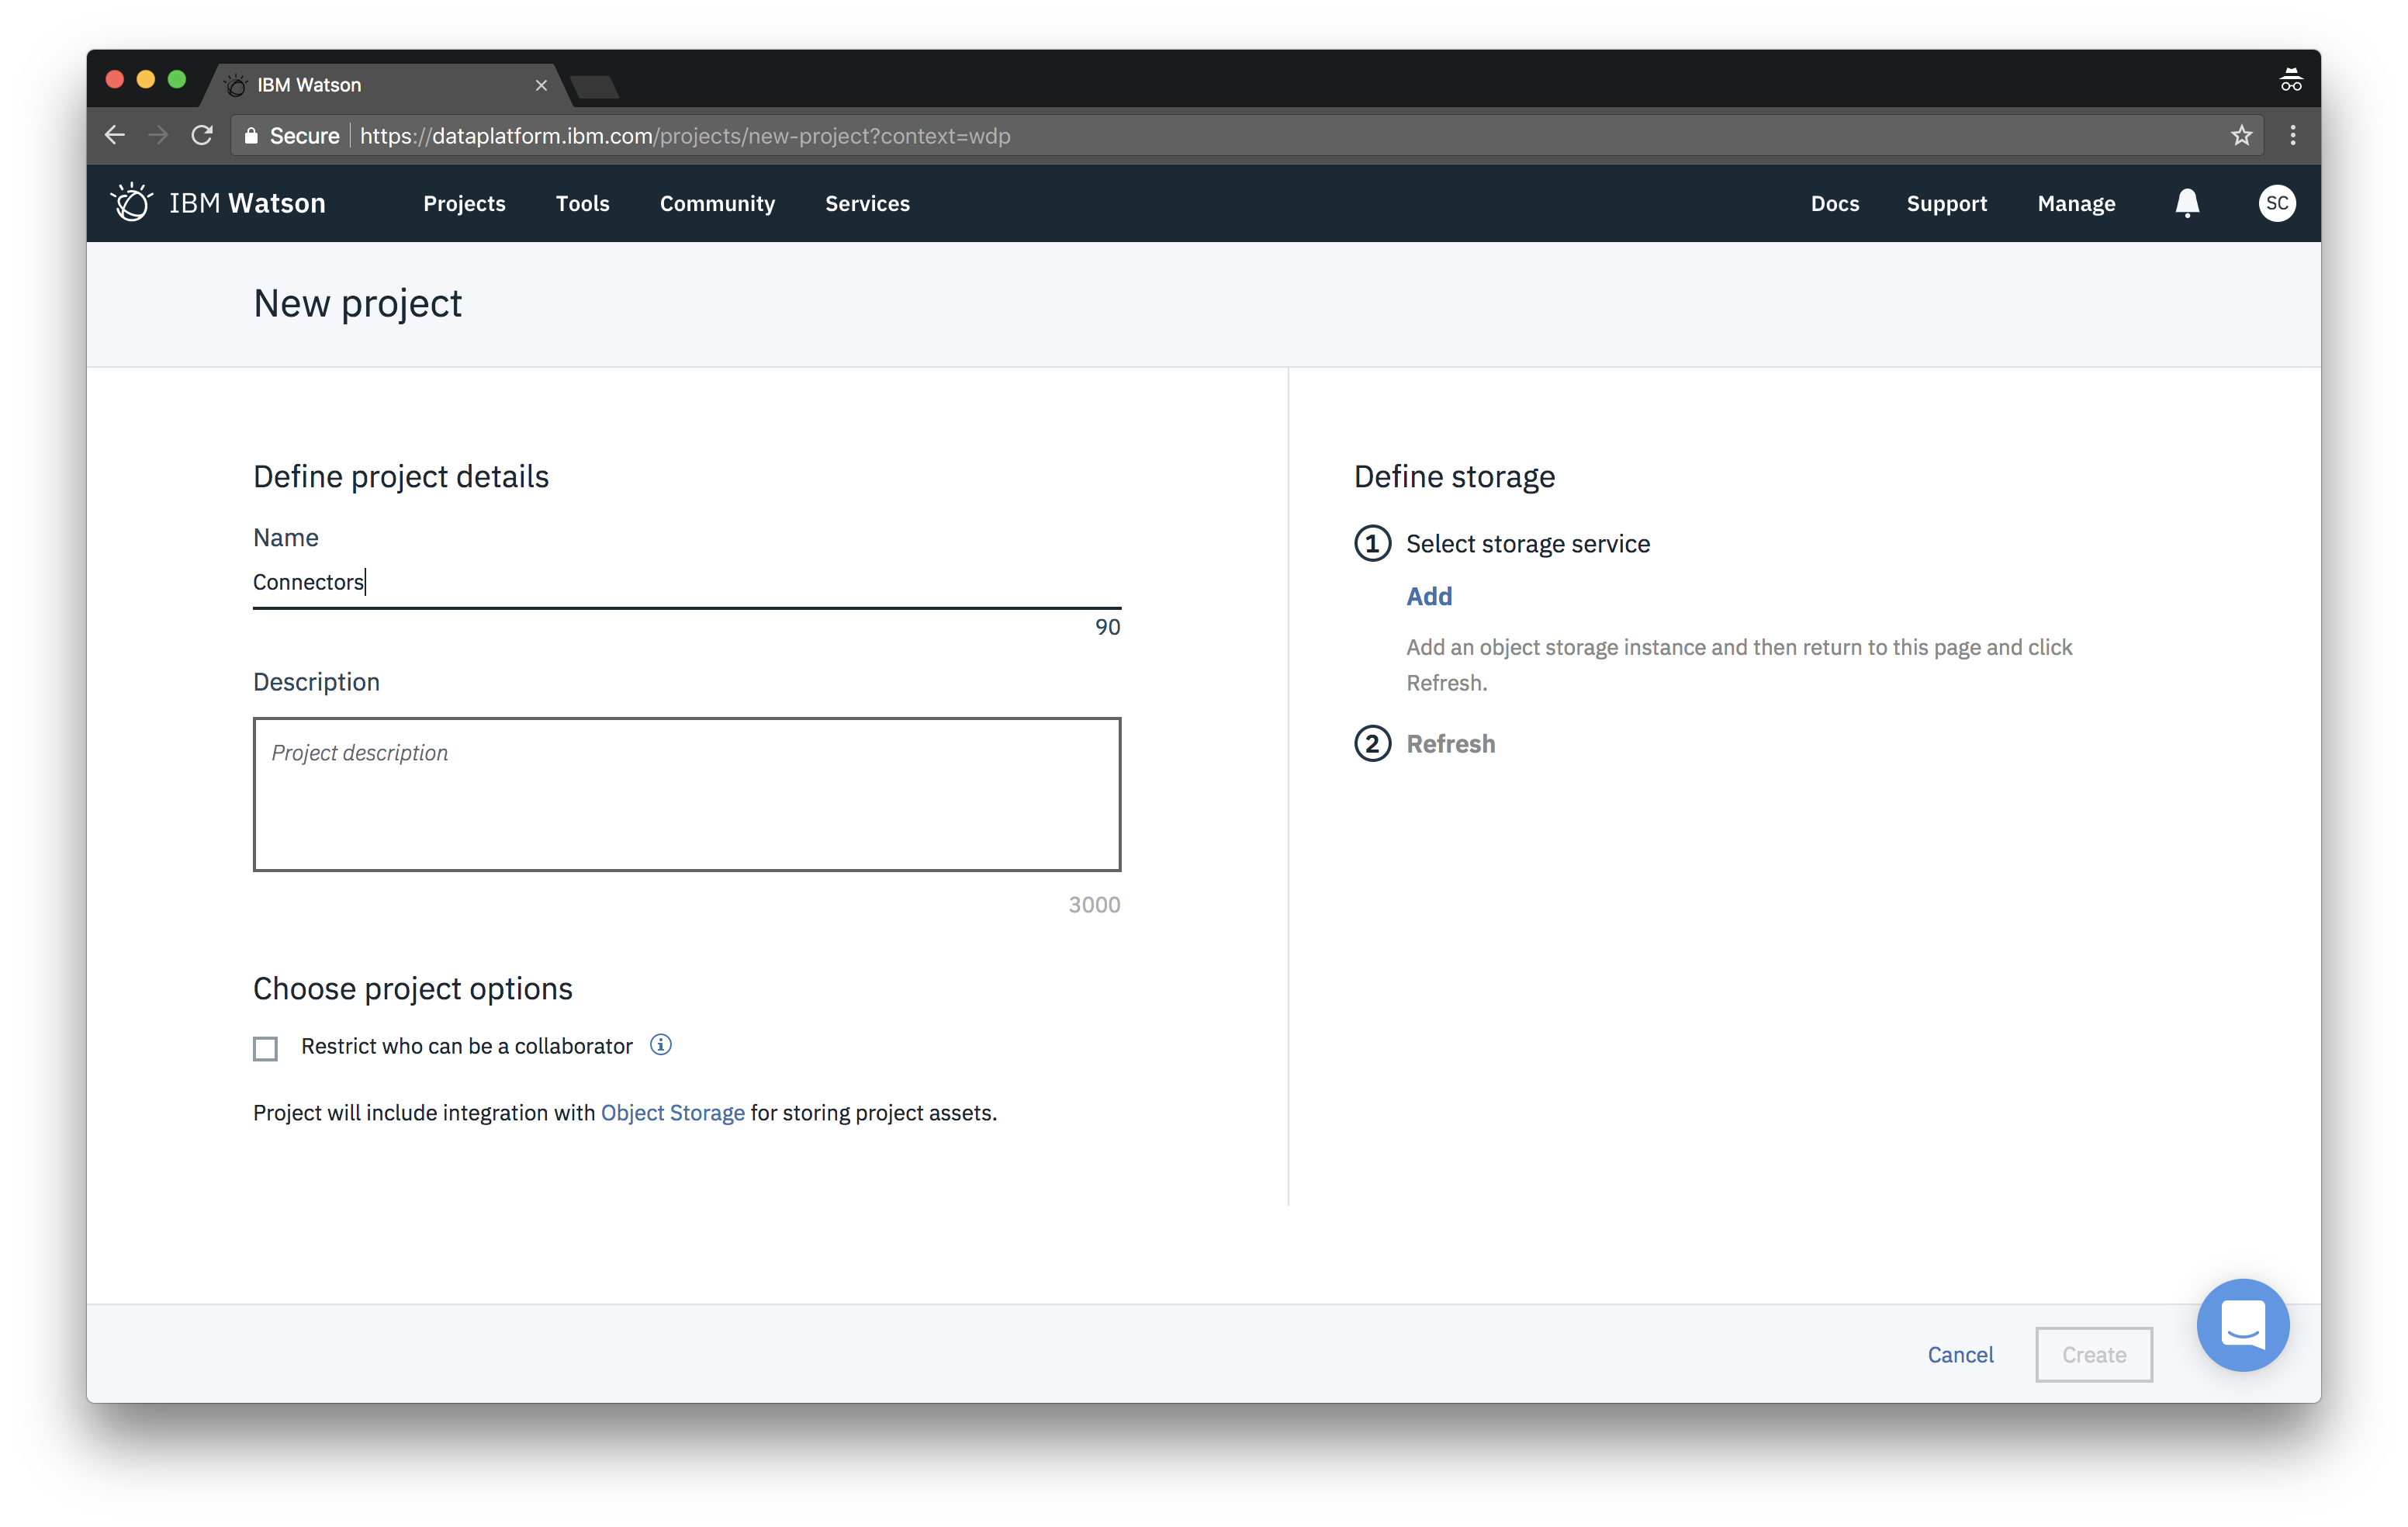 IBM Watson
Secure https://dataplatform.ibm.com/projects/new-project?context=wdp
IBM Watson Projects Tools Community Services Docs Support Manage SC
New project
Define project details
Name
Connectors
90
Description
Project description
3000
Choose project options
Restrict who can be a collaborator
Project will include integration with Object Storage for storing project assets.
Define storage
1 Select storage service
Add
Add an object storage instance and then return to this page and click
Refresh.
2 Refresh
Cancel Create